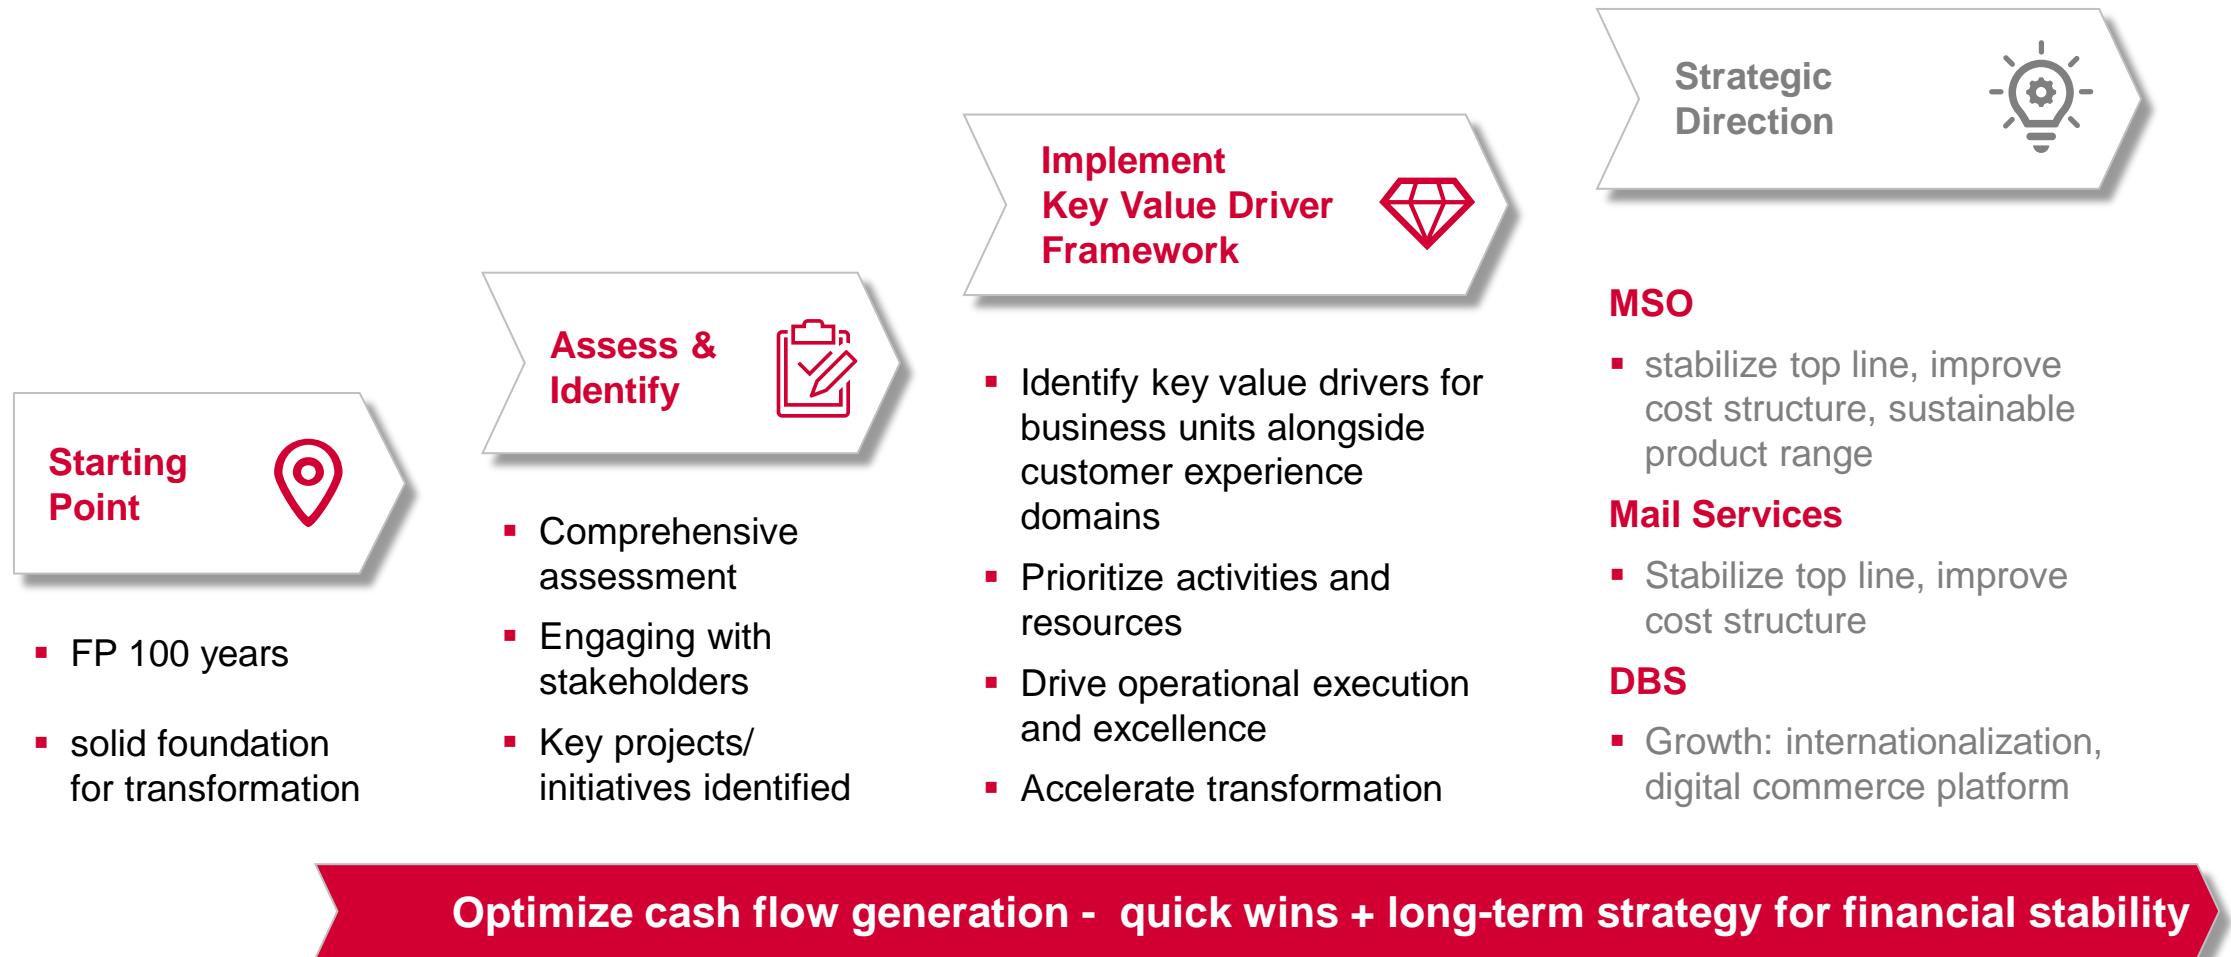 Starting
Point
FP 100 years
solid foundation
for transformation
Assess &
Identify
Comprehensive
assessment
Engaging with
stakeholders
Key projects/
initiatives identified
Implement
Key Value Driver
Framework
Identify key value drivers for
business units alongside
customer experience
domains
Prioritize activities and
resources
Drive operational execution
and excellence
Accelerate transformation
Strategic
Direction
MSO
stabilize top line, improve
cost structure, sustainable
product range
Mail Services
Stabilize top line, improve
cost structure
DBS
Growth: internationalization,
digital commerce platform
Optimize cash flow generation - quick wins + long-term strategy for financial stability